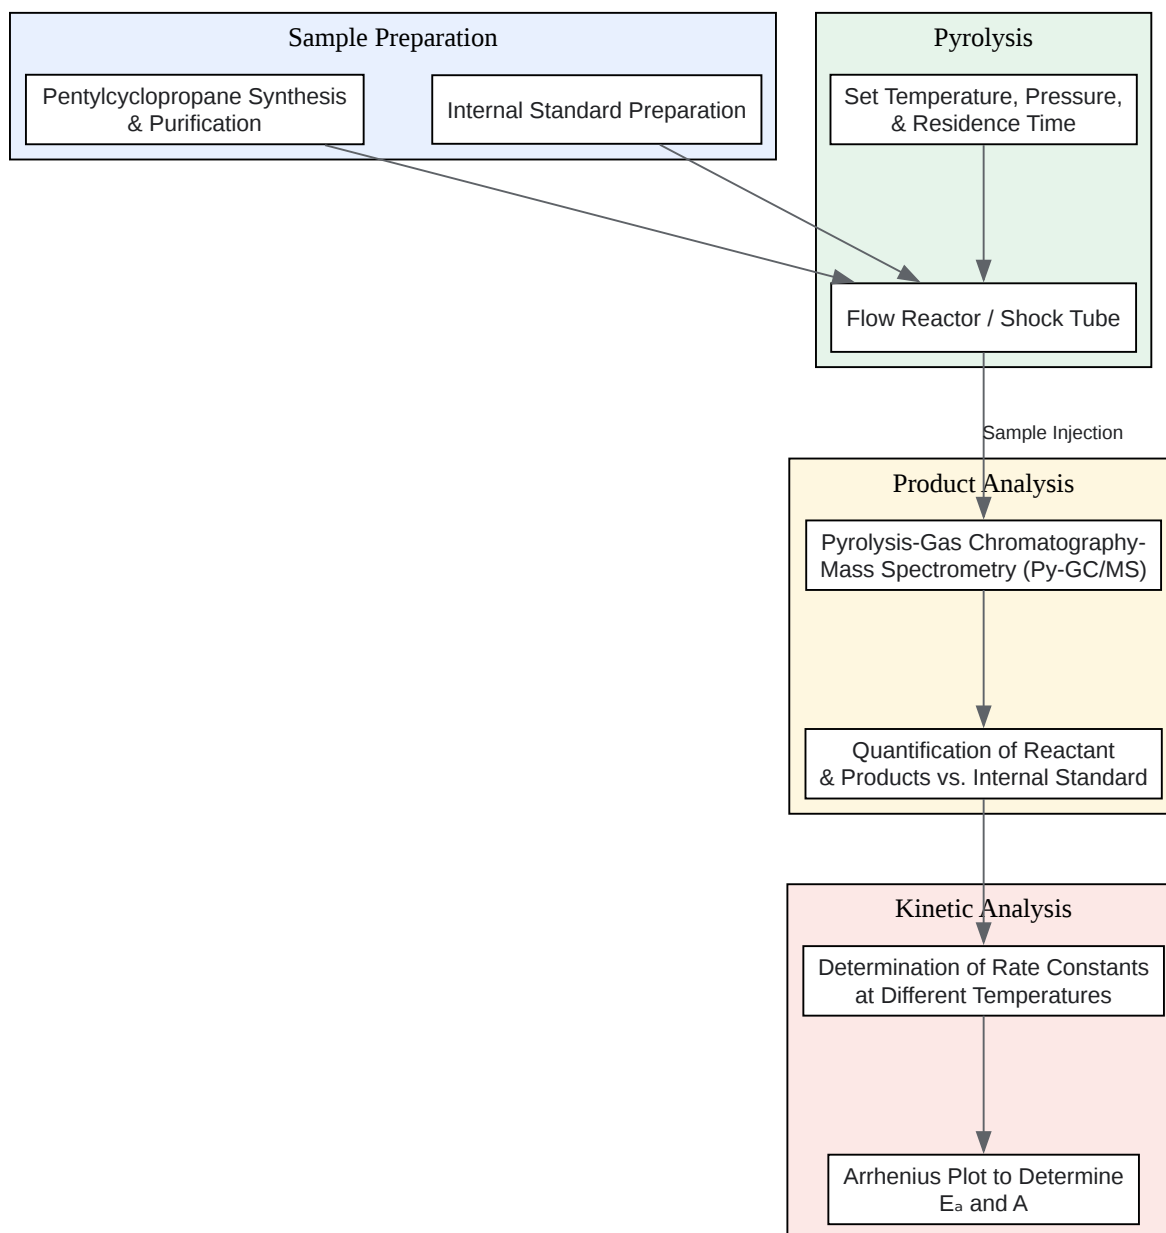 Sample Preparation
Pentylcyclopropane Synthesis
& Purification
Internal Standard Preparation
Pyrolysis
Set Temperature, Pressure,
& Residence Time
Flow Reactor / Shock Tube
Sample Injection
Product Analysis
Pyrolysis-Gas Chromatography-
Mass Spectrometry (Py-GC/MS)
Quantification of Reactant
& Products vs. Internal Standard
Kinetic Analysis
Determination of Rate Constants
at Different Temperatures
Arrhenius Plot to Determine
Eₐ and A